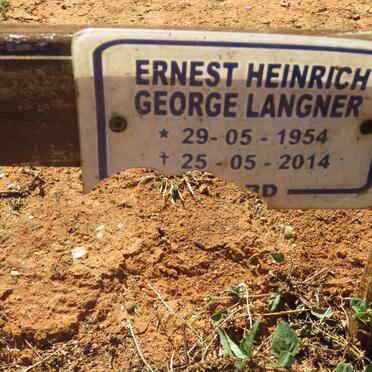 ERNEST HEINRICH
GEORGE LANGNER
* 29-05-1954
† 25-05-2014